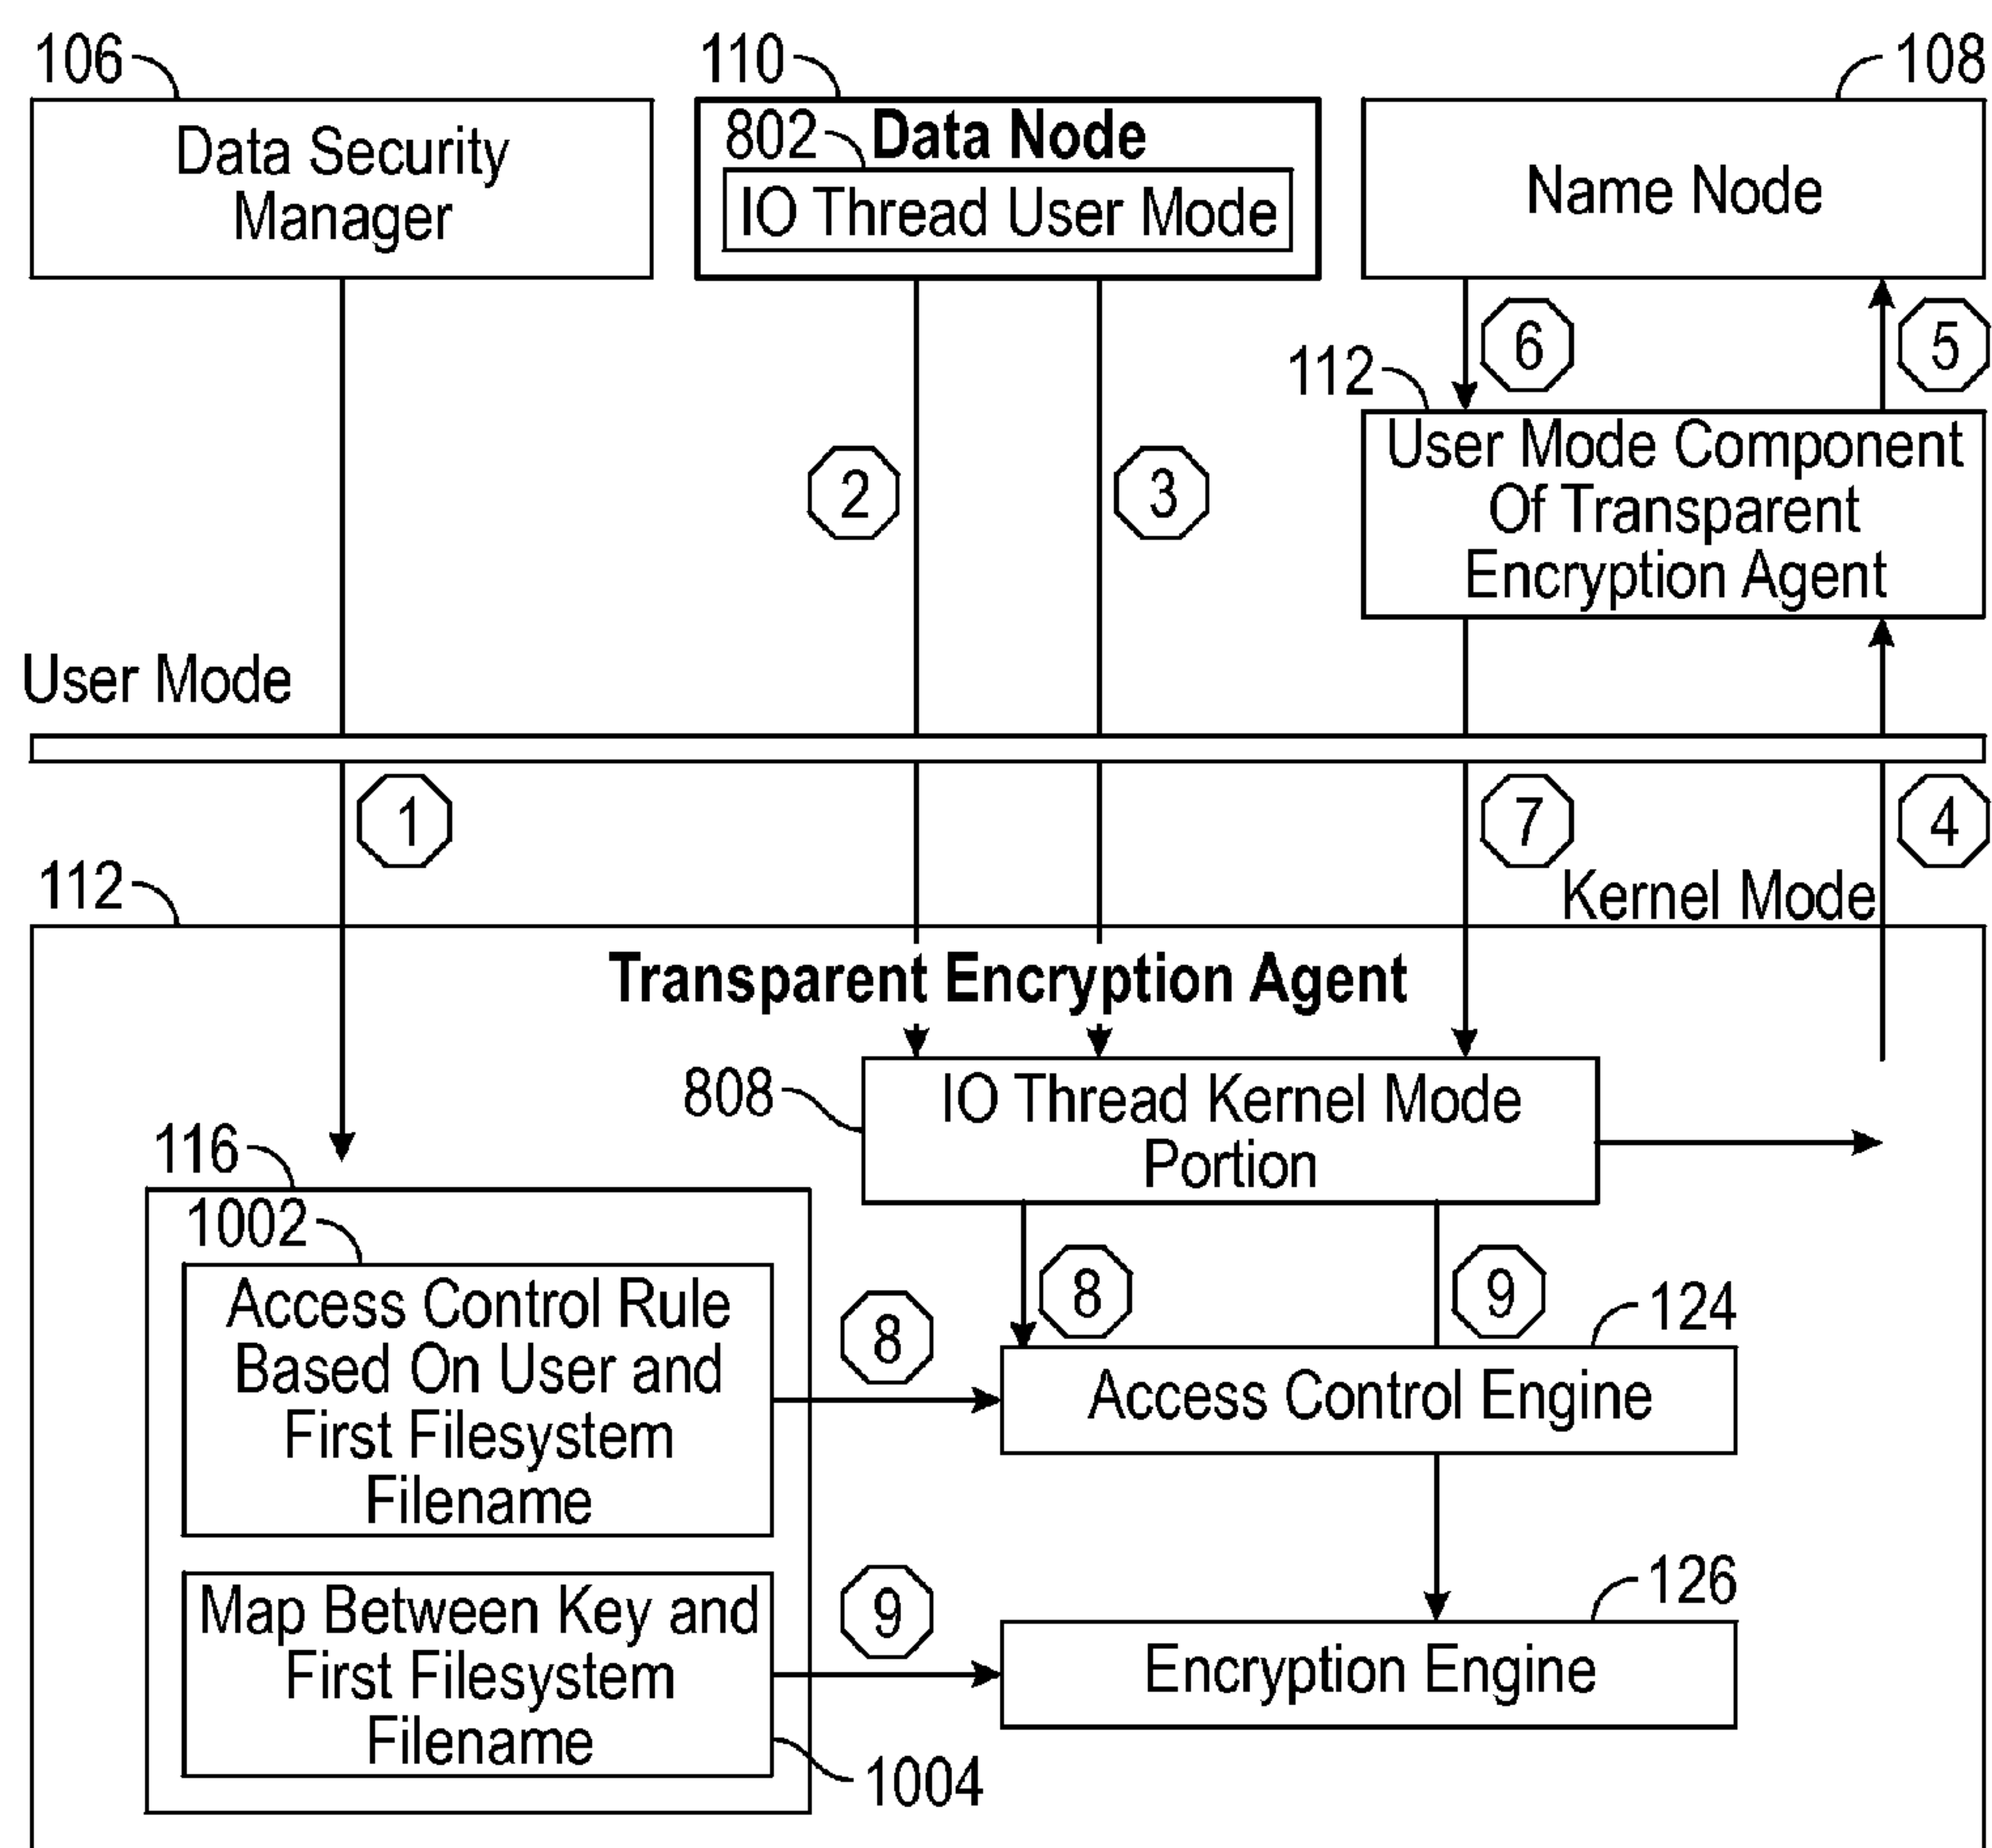 106
110
108
Data Security
Manager
802
Data Node
IO Thread User Mode
Name Node
6
5
112
User Mode Component
Of Transparent
Encryption Agent
2
3
User Mode
1
7
4
112
Kernel Mode
Transparent Encryption Agent
808
IO Thread Kernel Mode
Portion
116
1002
Access Control Rule
Based On User and
First Filesystem
Filename
8
8
9
124
Access Control Engine
Map Between Key and
First Filesystem
Filename
9
126
Encryption Engine
1004